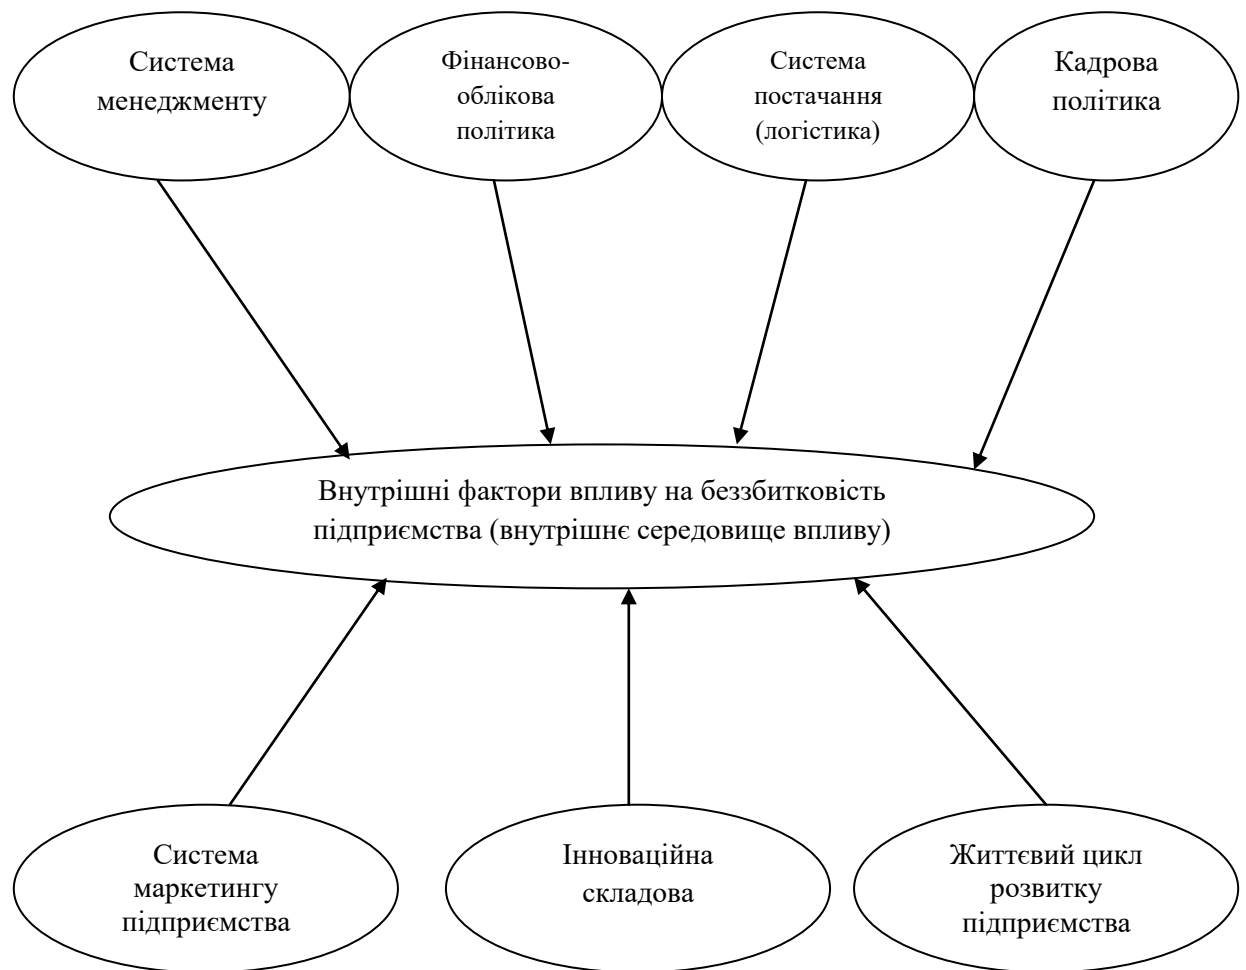 Система
менеджменту
Фінансово-
облікова
політика
Система
постачання
(логістика)
Кадрова
політика
Внутрішні фактори впливу на беззбитковість
підприємства (внутрішнє середовище впливу)
Система
маркетингу
підприємства
Інноваційна
складова
Життєвий цикл
розвитку
підприємства